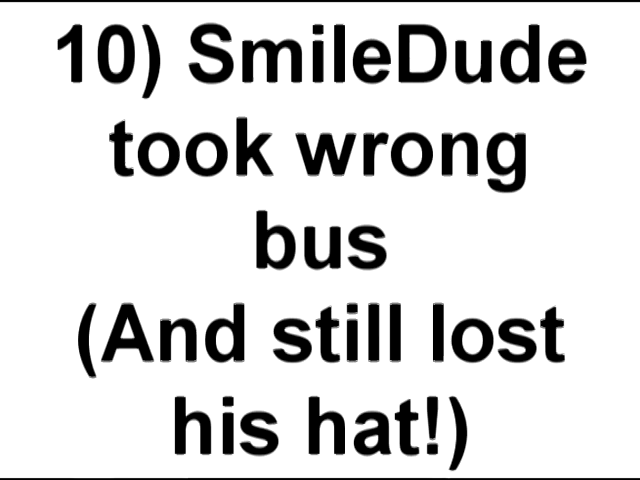 10) SmileDude
took wrong
bus
(And still lost
his hat!)